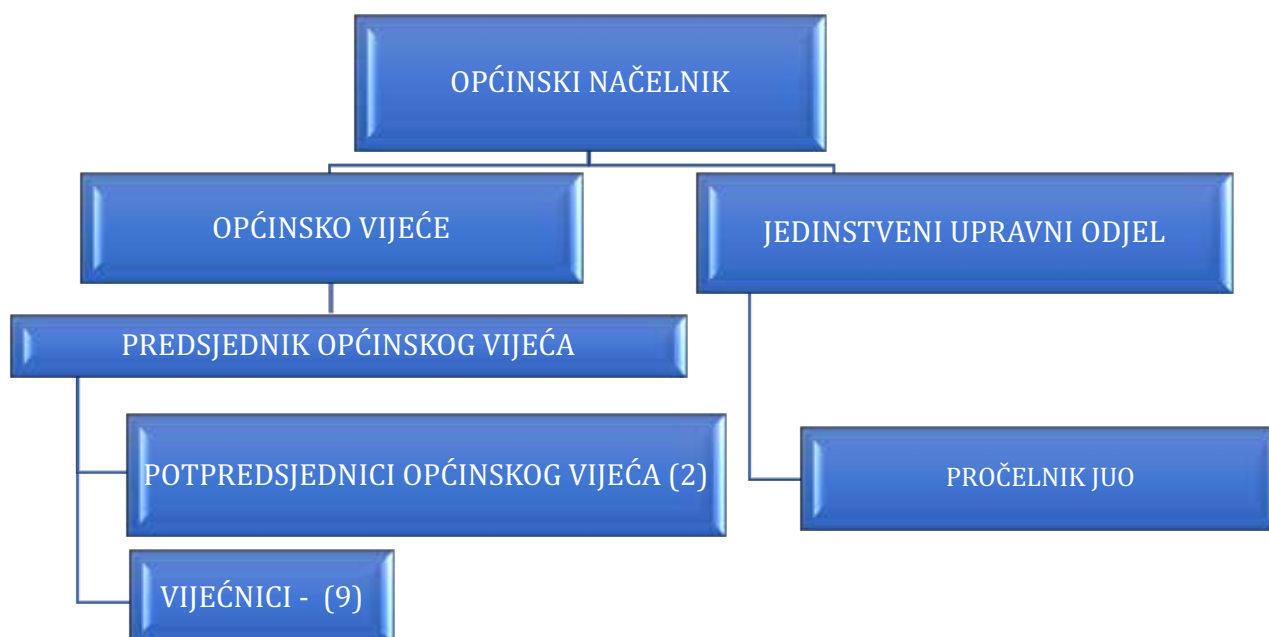 OPĆINSKI NAČELNIK
OPĆINSKO VIJEĆE
JEDINSTVENI UPRAVNI ODJEL
PREDSJEDNIK OPĆINSKOG VIJEĆA
POTPREDSJEDNICI OPĆINSKOG VIJEĆA (2)
PROČELNIK JUO
VIJEĆNICI - (9)